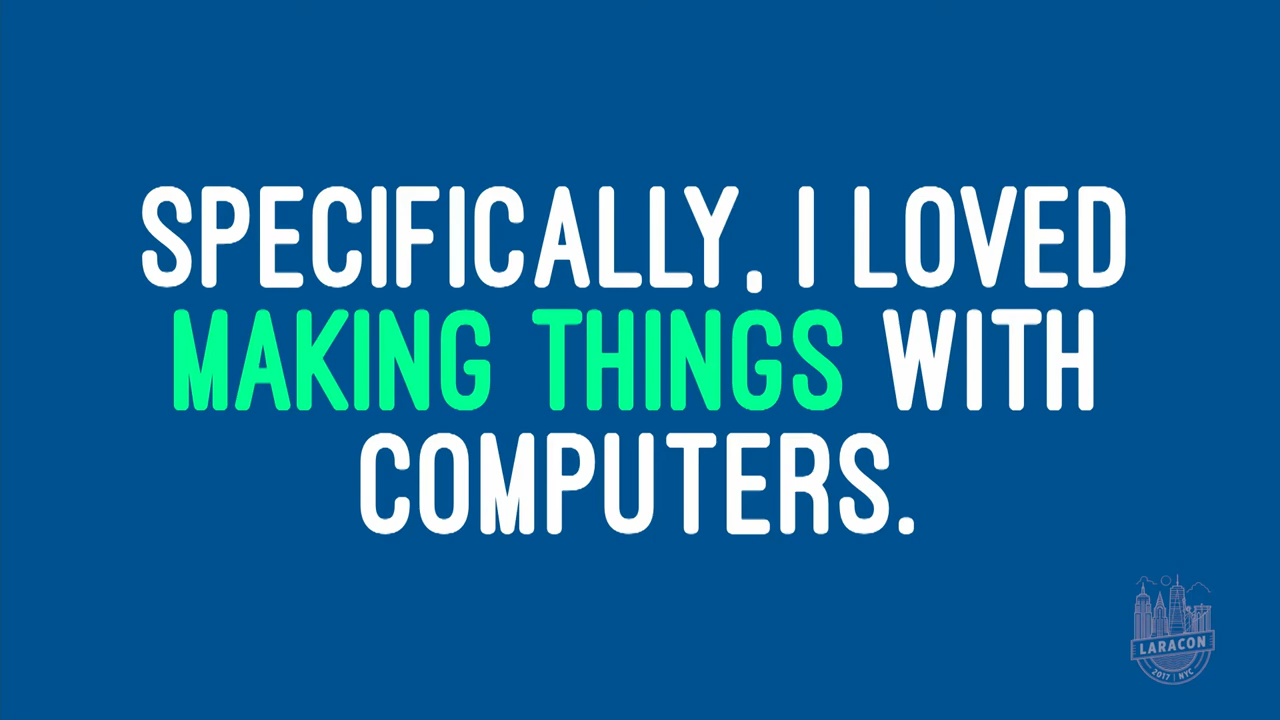 SPECIFICALLY, I LOVED
MAKING THINGS WITH
COMPUTERS.
LARACON
2017 | NYC